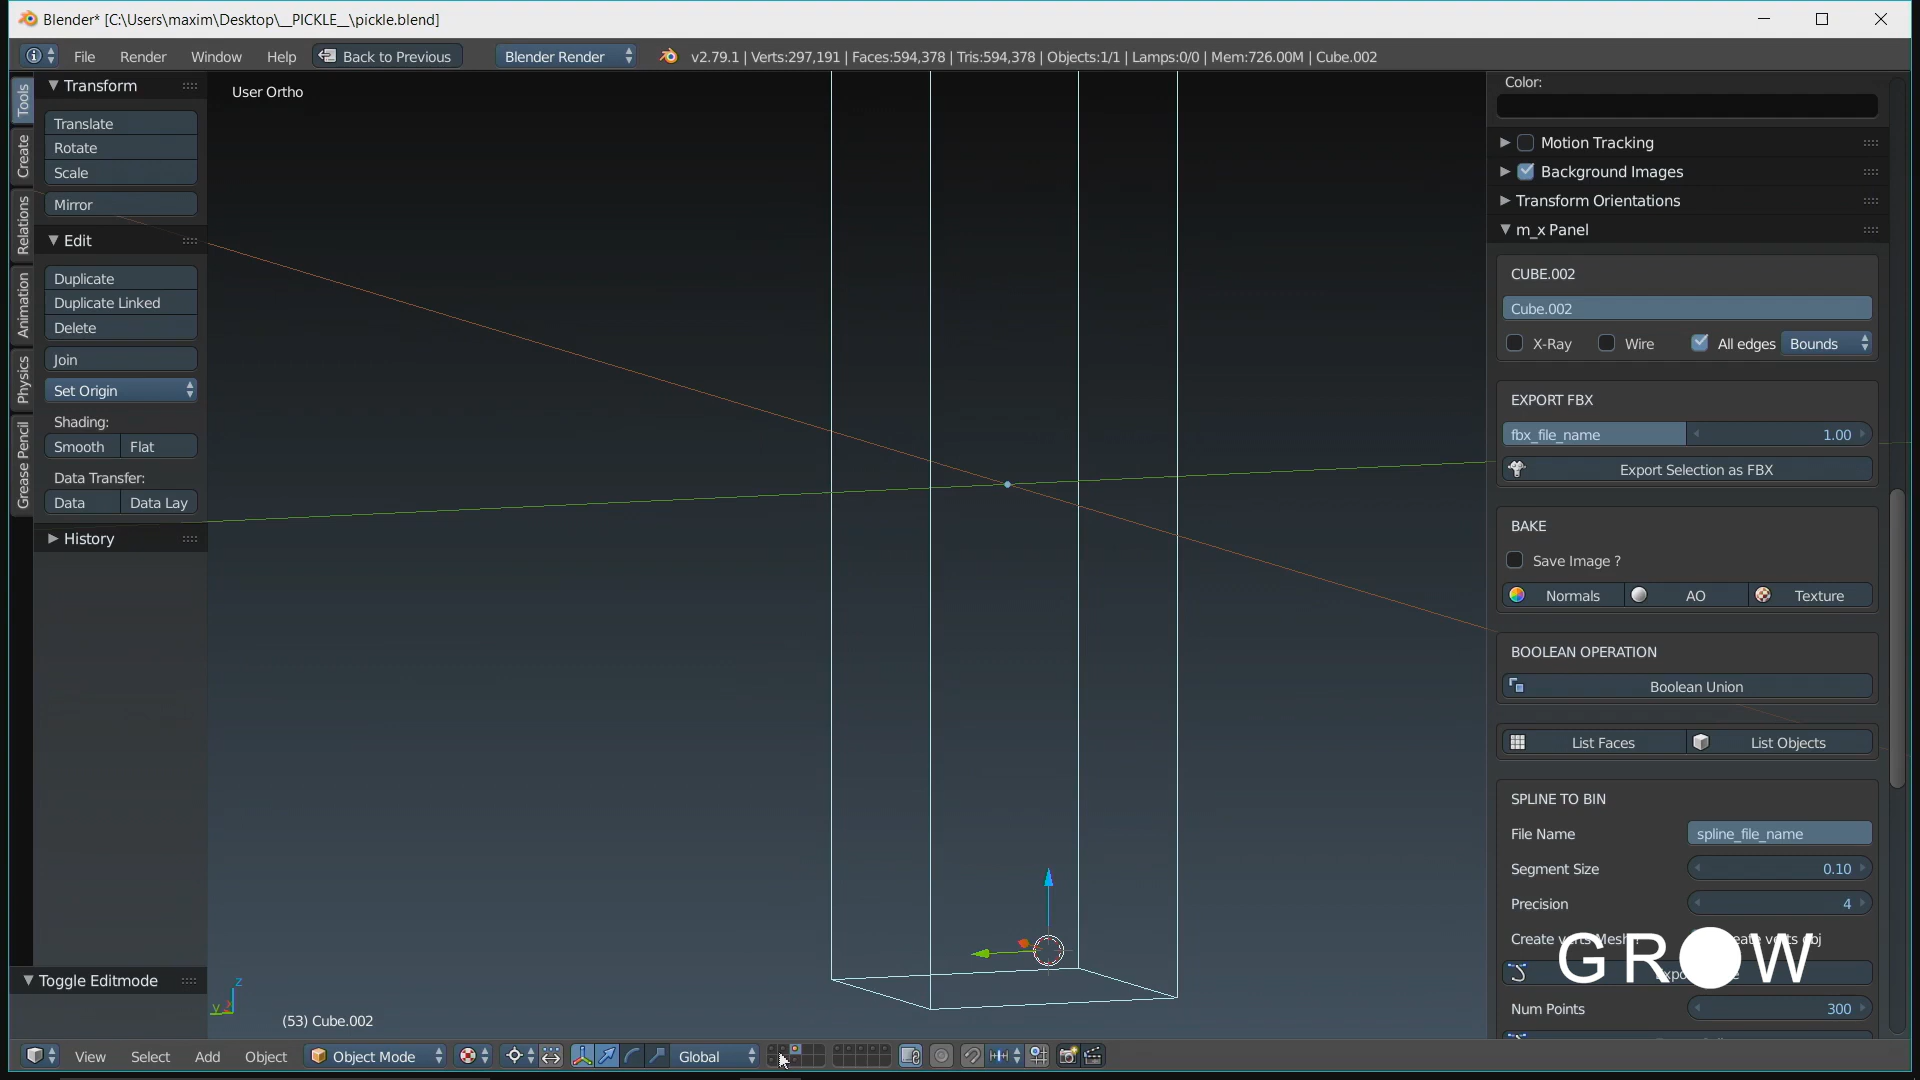 Blender* [C:\Users\maxim\Desktop\__PICKLE__\pickle.blend]
File Render Window Help Back to Previous Blender Render v2.79.1 | Verts:297,191 | Faces:594,378 | Tris:594,378 | Objects:1/1 | Lamps:0/0 | Mem:726.00M | Cube.002
Tools
Create
Relations
Animation
Physics
Grease Pencil
Transform
Translate
Rotate
Scale
Mirror
Edit
Duplicate
Duplicate Linked
Delete
Join
Set Origin
Shading:
Smooth Flat
Data Transfer:
Data Data Lay
History
Toggle Editmode
User Ortho
z
y
(53) Cube.002
Color:
Motion Tracking
Background Images
Transform Orientations
m_x Panel
CUBE.002
Cube.002
X-Ray Wire All edges Bounds
EXPORT FBX
fbx_file_name 1.00
Export Selection as FBX
BAKE
Save Image ?
Normals AO Texture
BOOLEAN OPERATION
Boolean Union
List Faces List Objects
SPLINE TO BIN
File Name spline_file_name
Segment Size 0.10
Precision 4
GROW
Num Points 300
View Select Add Object Object Mode Global